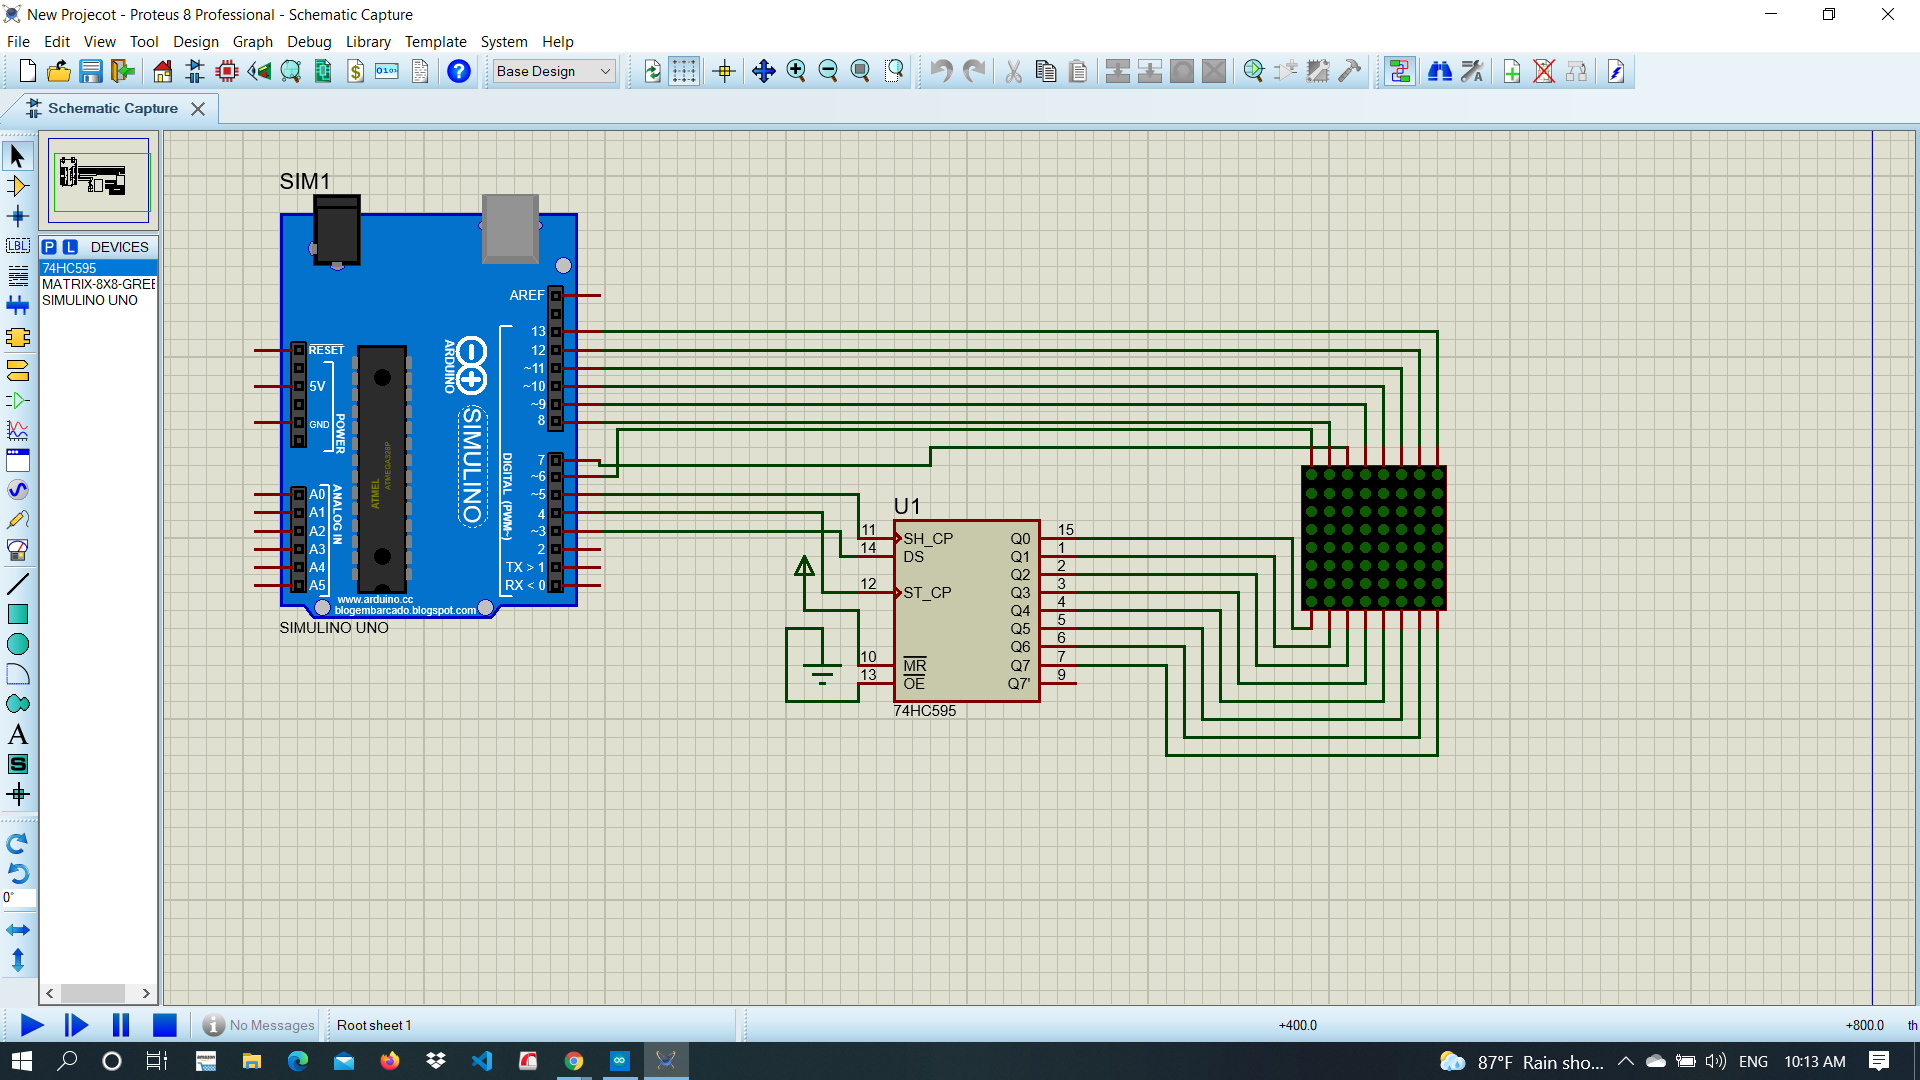 New Projecot - Proteus 8 Professional - Schematic Capture
File Edit View Tool Design Graph Debug Library Template System Help
Base Design
Schematic Capture
P L DEVICES
74HC595
MATRIX-8X8-GREE
SIMULINO UNO
LBL
A
S
0°
SIM1
AREF
13
12
~11
~10
~9
8
7
~6
~5
4
~3
2
TX > 1
RX < 0
RESET
5V
GND
POWER
A0
A1
A2
A3
A4
A5
ANALOG IN
ATMEL
ATMEGA328P
ARDUINO
SIMULINO
DIGITAL (PWM~)
www.arduino.cc
blogembarcado.blogspot.com
SIMULINO UNO
U1
11 SH_CP Q0 15
14 DS Q1 1
Q2 2
12 ST_CP Q3 3
Q4 4
Q5 5
Q6 6
10 MR Q7 7
13 OE Q7' 9
74HC595
No Messages Root sheet 1 +400.0 +800.0 th
87°F Rain sho... ENG 10:13 AM